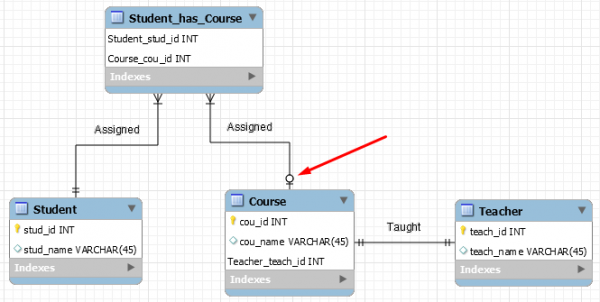 Student_has_Course
Student_stud_id INT
Course_cou_id INT
Indexes
Assigned
Assigned
Student
stud_id INT
stud_name VARCHAR(45)
Indexes
Course
cou_id INT
cou_name VARCHAR(45)
Teacher_teach_id INT
Indexes
Taught
Teacher
teach_id INT
teach_name VARCHAR(45)
Indexes